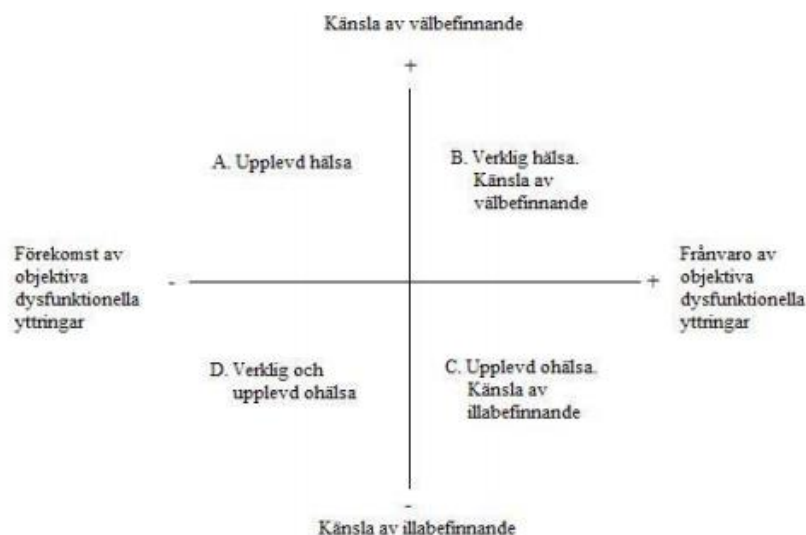 Känsla av välbefinnande
+
A. Upplevd hälsa
B. Verklig hälsa.
Känsla av
välbefinnande
Förekomst av
objektiva
dysfunktionella
yttringar
-
+
Frånvaro av
objektiva
dysfunktionella
yttringar
D. Verklig och
upplevd ohälsa
C. Upplevd ohälsa.
Känsla av
illabefinnande
-
Känsla av illabefinnande